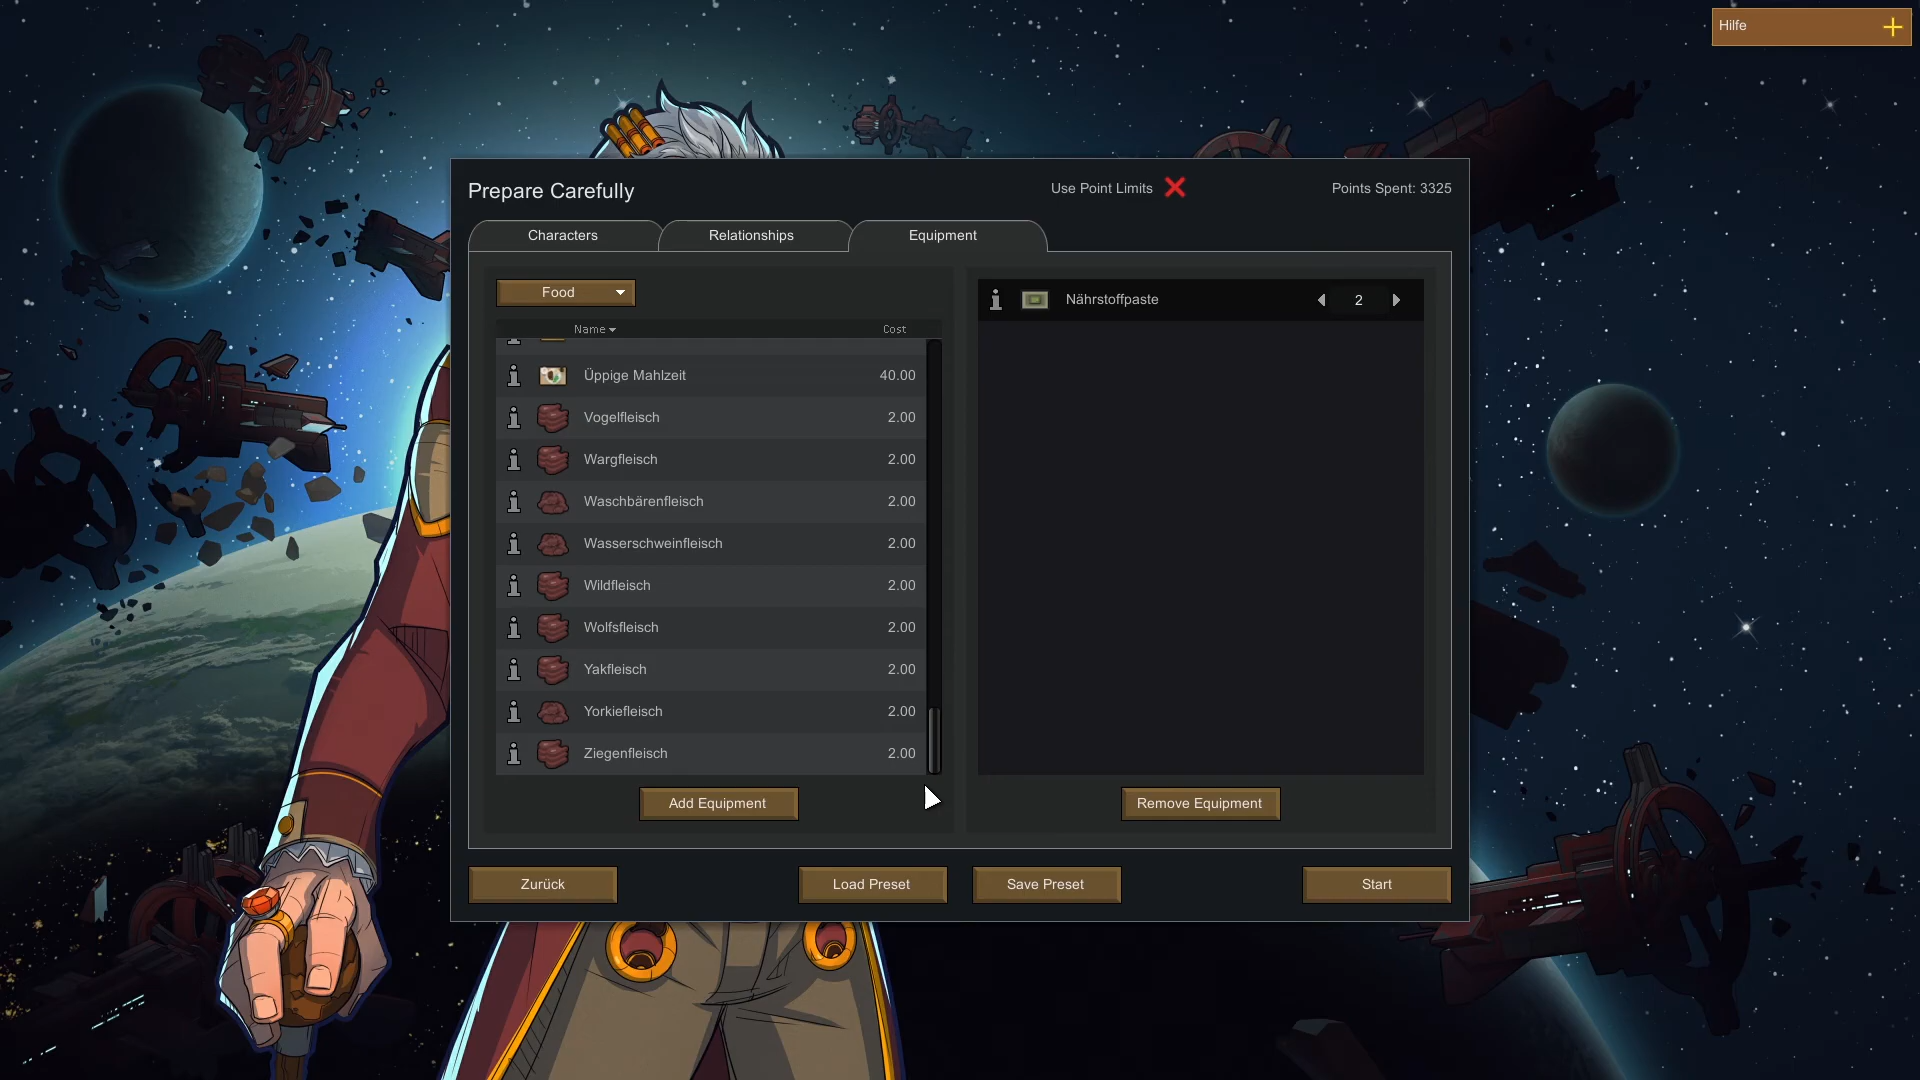 Hilfe
Prepare Carefully
Use Point Limits
Points Spent: 3325
Characters
Relationships
Equipment
Food
Name
Cost
Üppige Mahlzeit 40.00
Vogelfleisch 2.00
Wargfleisch 2.00
Waschbärenfleisch 2.00
Wasserschweinfleisch 2.00
Wildfleisch 2.00
Wolfsfleisch 2.00
Yakfleisch 2.00
Yorkiefleisch 2.00
Ziegenfleisch 2.00
Add Equipment
Nährstoffpaste 2
Remove Equipment
Zurück
Load Preset
Save Preset
Start